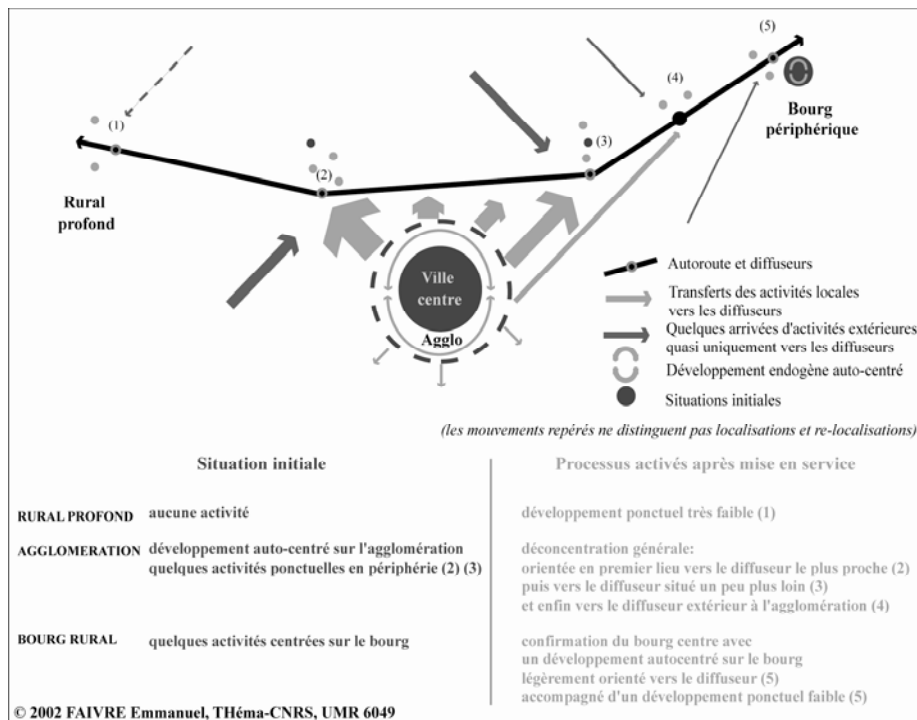 (5)
(4)
(1)
(3)
(2)
Bourg
périphérique
Rural
profond
Ville
centre
Agglo
Autoroute et diffuseurs
Transferts des activités locales
vers les diffuseurs
Quelques arrivées d'activités extérieures
quasi uniquement vers les diffuseurs
Développement endogène auto-centré
Situations initiales
(les mouvements repérés ne distinguent pas localisations et re-localisations)
Situation initiale
Processus activés après mise en service
RURAL PROFOND aucune activité
développement ponctuel très faible (1)
AGGLOMERATION développement auto-centré sur l'agglomération
quelques activités ponctuelles en périphérie (2) (3)
déconcentration générale:
orientée en premier lieu vers le diffuseur le plus proche (2)
puis vers le diffuseur situé un peu plus loin (3)
et enfin vers le diffuseur extérieur à l'agglomération (4)
BOURG RURAL quelques activités centrées sur le bourg
confirmation du bourg centre avec
un développement autocentré sur le bourg
légèrement orienté vers le diffuseur (5)
accompagné d'un développement ponctuel faible (5)
© 2002 FAIVRE Emmanuel, THéma-CNRS, UMR 6049